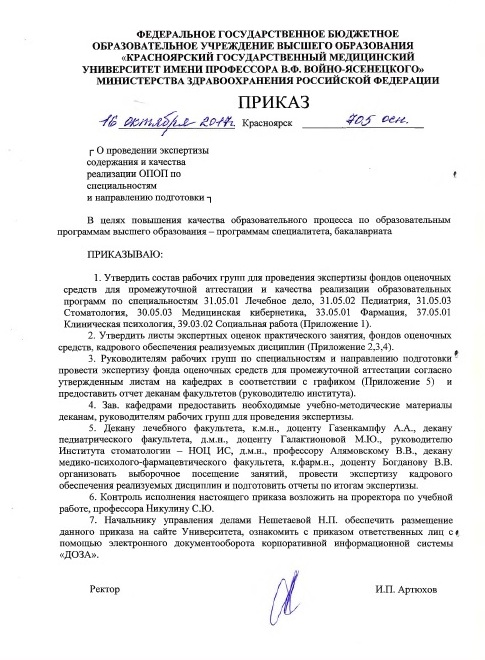 ФЕДЕРАЛЬНОЕ ГОСУДАРСТВЕННОЕ БЮДЖЕТНОЕ
ОБРАЗОВАТЕЛЬНОЕ УЧРЕЖДЕНИЕ ВЫСШЕГО ОБРАЗОВАНИЯ
«КРАСНОЯРСКИЙ ГОСУДАРСТВЕННЫЙ МЕДИЦИНСКИЙ
УНИВЕРСИТЕТ ИМЕНИ ПРОФЕССОРА В.Ф. ВОЙНО-ЯСЕНЕЦКОГО»
МИНИСТЕРСТВА ЗДРАВООХРАНЕНИЯ РОССИЙСКОЙ ФЕДЕРАЦИИ
ПРИКАЗ
16 октября 2017г. Красноярск 705 осн.
О проведении экспертизы
содержания и качества
реализации ОПОП по
специальностям
и направлению подготовки
В целях повышения качества образовательного процесса по образовательным
программам высшего образования – программам специалитета, бакалавриата
ПРИКАЗЫВАЮ:
1. Утвердить состав рабочих групп для проведения экспертизы фондов оценочных
средств для промежуточной аттестации и качества реализации образовательных
программ по специальностям 31.05.01 Лечебное дело, 31.05.02 Педиатрия, 31.05.03
Стоматология, 30.05.03 Медицинская кибернетика, 33.05.01 Фармация, 37.05.01
Клиническая психология, 39.03.02 Социальная работа (Приложение 1).
2. Утвердить листы экспертных оценок практического занятия, фондов оценочных
средств, кадрового обеспечения реализуемых дисциплин (Приложение 2,3,4).
3. Руководителям рабочих групп по специальностям и направлению подготовки
провести экспертизу фонда оценочных средств для промежуточной аттестации согласно
утвержденным листам на кафедрах в соответствии с графиком (Приложение 5) и
предоставить отчет деканам факультетов (руководителю института).
4. Зав. кафедрами предоставить необходимые учебно-методические материалы
деканам, руководителям рабочих групп для проведения экспертизы.
5. Декану лечебного факультета, к.м.н., доценту Газенкампфу А.А., декану
педиатрического факультета, д.м.н., доценту Галактионовой М.Ю., руководителю
Института стоматологии – НОЦ ИС, д.м.н., профессору Алямовскому В.В., декану
медико-психолого-фармацевтического факультета, к.фарм.н., доценту Богданову В.В.
организовать выборочное посещение занятий, провести экспертизу кадрового
обеспечения реализуемых дисциплин и подготовить отчеты по итогам экспертизы.
6. Контроль исполнения настоящего приказа возложить на проректора по учебной
работе, профессора Никулину С.Ю.
7. Начальнику управления делами Нешетаевой Н.П. обеспечить размещение
данного приказа на сайте Университета, ознакомить с приказом ответственных лиц с
помощью электронного документооборота корпоративной информационной системы
«ДОЗА».
Ректор И.П. Артюхов